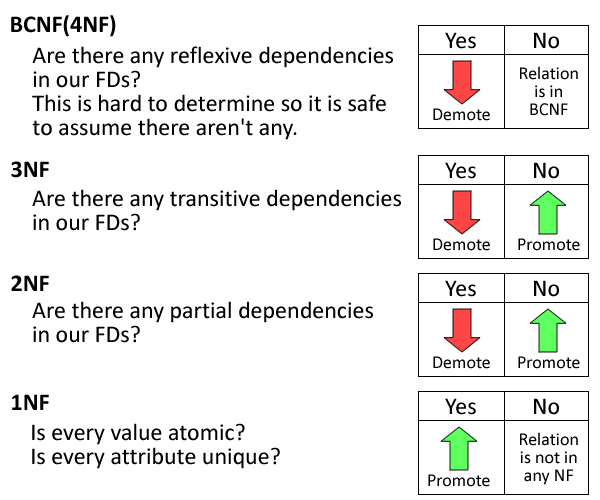 BCNF(4NF)
Are there any reflexive dependencies
in our FDs?
This is hard to determine so it is safe
to assume there aren't any.
Yes
No
Demote
Relation
is in
BCNF
3NF
Are there any transitive dependencies
in our FDs?
Yes
No
Demote
Promote
2NF
Are there any partial dependencies
in our FDs?
Yes
No
Demote
Promote
1NF
Is every value atomic?
Is every attribute unique?
Yes
No
Promote
Relation
is not in
any NF